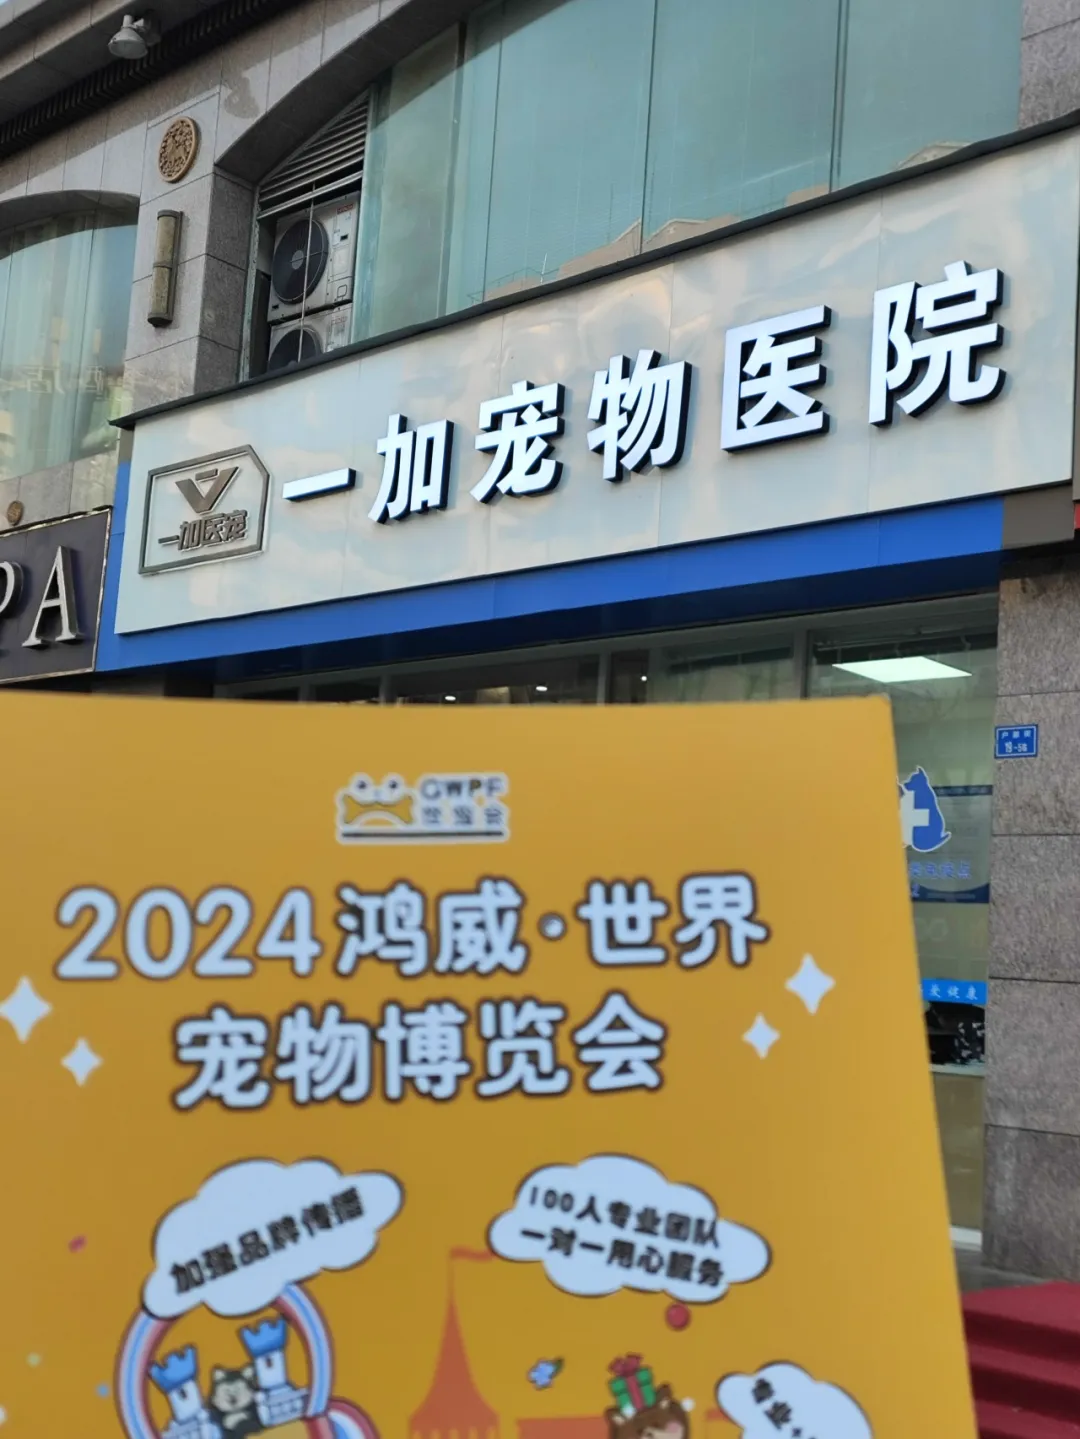 一加宠物医院
一加医宠
PA
19-5
GWPF
世宠会
2024鸿威·世界
宠物博览会
加强品牌传播
100人专业团队
一对一用心服务